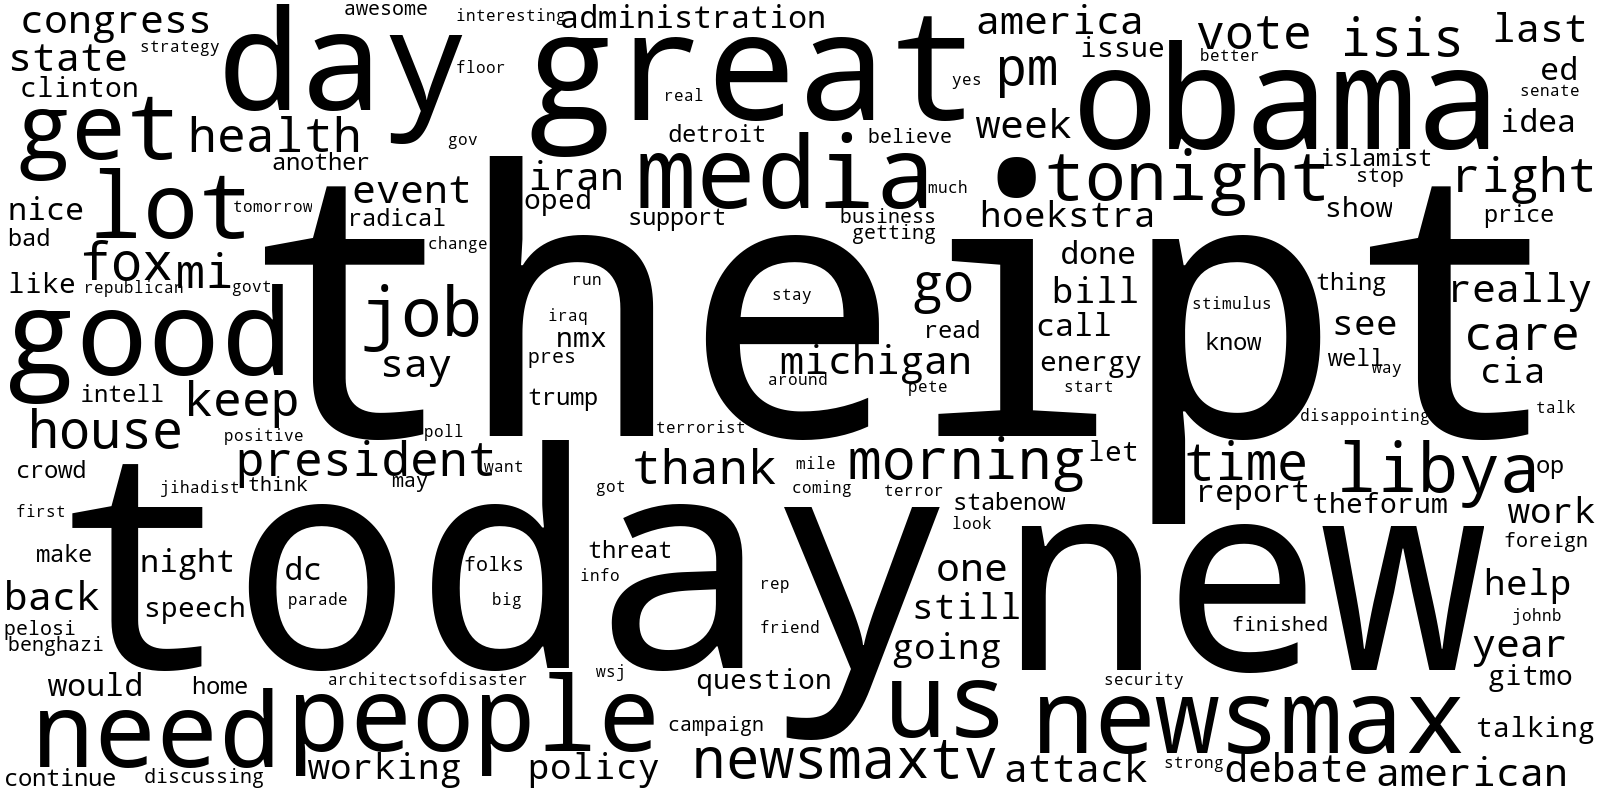 congress
awesome
interesting
administration
america
vote
isis
last
state
strategy
day
floor
great
yes
pm
issue
better
obama
ed
senate
clinton
real
get
health
gov
detroit
believe
week
idea
another
iran
media
•
tonight
islamist
stop
right
nice
lot
tomorrow
event
oped
much
radical
support
business
hoekstra
show
price
bad
change
getting
fox
mi
done
like
republican
govt
theipt
run
stay
go
bill
thing
really
good
job
iraq
stimulus
nmx
read
call
see
care
say
pres
know
michigan
energy
well
way
cia
intell
keep
trump
around
pete
start
house
disappointing
talk
positive
poll
terrorist
crowd
president
want
thank
mile
morning
let
time
libya
op
jihadist
think
may
got
coming
terror
report
first
stabenow
theforum
work
look
today
new
make
night
threat
foreign
dc
folks
info
one
help
back
rep
speech
parade
big
still
johnb
pelosi
friend
finished
benghazi
going
year
would
home
architectsofdisaster
wsj
question
security
gitmo
need
people
us
newsmax
campaign
talking
continue
discussing
working
policy
newsmaxtv
attack
strong
debate
american